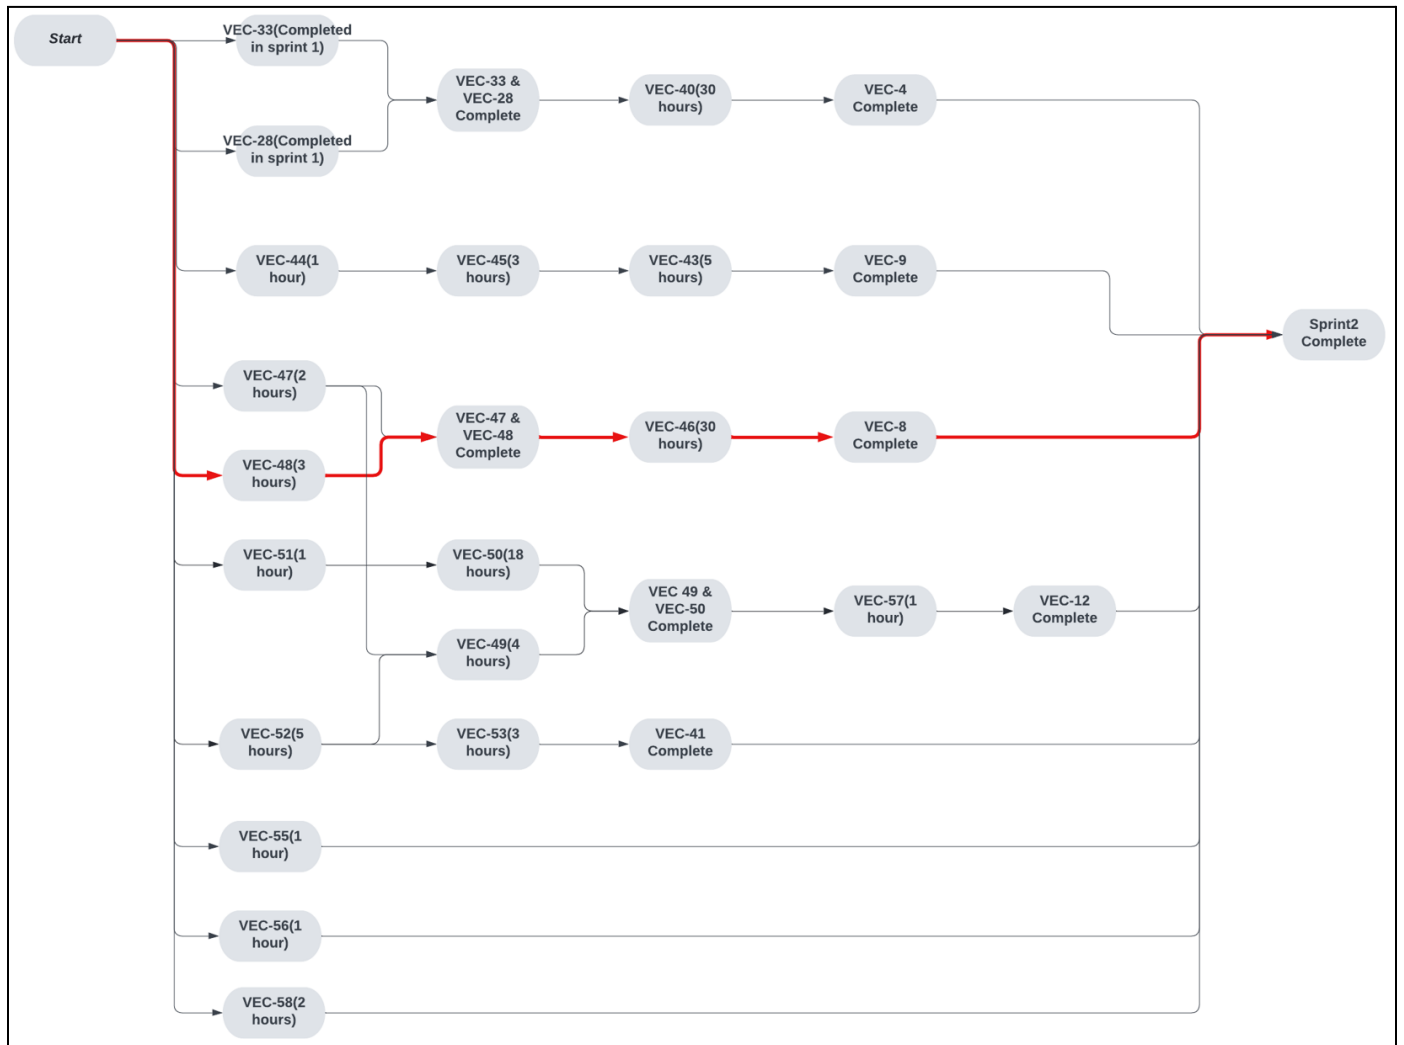 Start
VEC-33(Completed
in sprint 1)
VEC-33 &
VEC-28
Complete
VEC-40(30
hours)
VEC-4
Complete
VEC-28(Completed
in sprint 1)
VEC-44(1
hour)
VEC-45(3
hours)
VEC-43(5
hours)
VEC-9
Complete
Sprint2
Complete
VEC-47(2
hours)
VEC-47 &
VEC-48
Complete
VEC-46(30
hours)
VEC-8
Complete
VEC-48(3
hours)
VEC-51(1
hour)
VEC-50(18
hours)
VEC 49 &
VEC-50
Complete
VEC-57(1
hour)
VEC-12
Complete
VEC-49(4
hours)
VEC-52(5
hours)
VEC-53(3
hours)
VEC-41
Complete
VEC-55(1
hour)
VEC-56(1
hour)
VEC-58(2
hours)